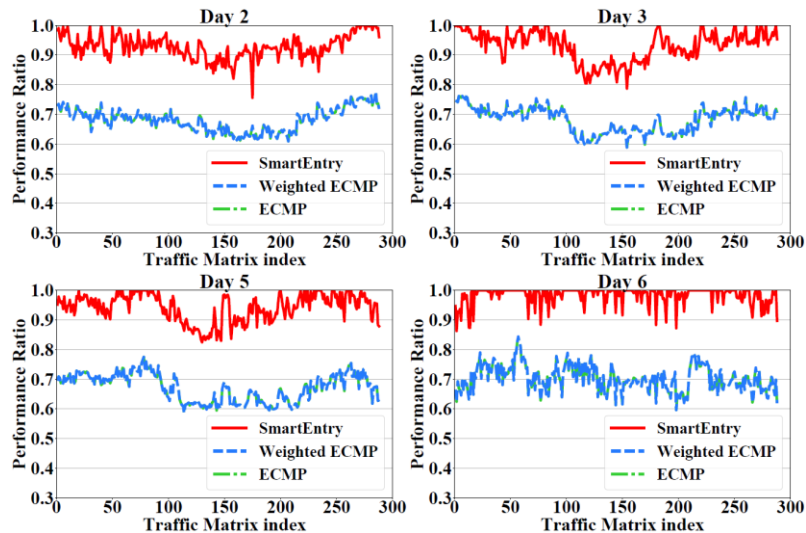 Day 2
Performance Ratio
1.0
0.9
0.8
0.7
0.6
0.5
0.4
0.3
SmartEntry
Weighted ECMP
ECMP
0 50 100 150 200 250 300
Traffic Matrix index
Day 3
Performance Ratio
1.0
0.9
0.8
0.7
0.6
0.5
0.4
0.3
SmartEntry
Weighted ECMP
ECMP
0 50 100 150 200 250 300
Traffic Matrix index
Day 5
Performance Ratio
1.0
0.9
0.8
0.7
0.6
0.5
0.4
0.3
SmartEntry
Weighted ECMP
ECMP
0 50 100 150 200 250 300
Traffic Matrix index
Day 6
Performance Ratio
1.0
0.9
0.8
0.7
0.6
0.5
0.4
0.3
SmartEntry
Weighted ECMP
ECMP
0 50 100 150 200 250 300
Traffic Matrix index